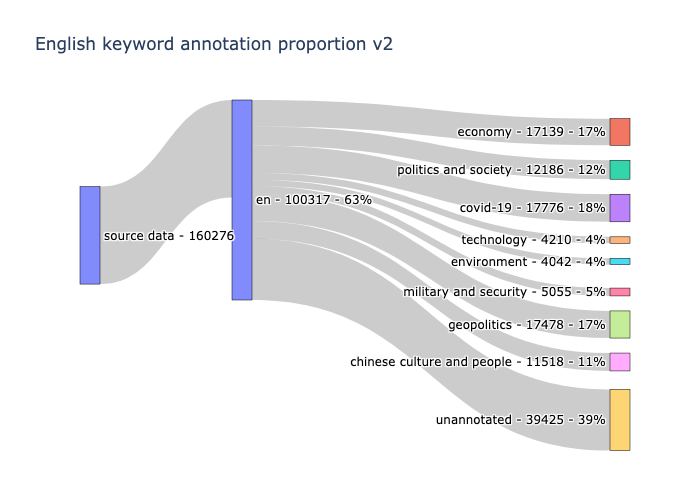 English keyword annotation proportion v2
economy - 17139 - 17%
politics and society - 12186 - 12%
en - 100317 - 63%
covid-19 - 17776 - 18%
source data - 160276
technology - 4210 - 4%
environment - 4042 - 4%
military and security - 5055 - 5%
geopolitics - 17478 - 17%
chinese culture and people - 11518 - 11%
unannotated - 39425 - 39%